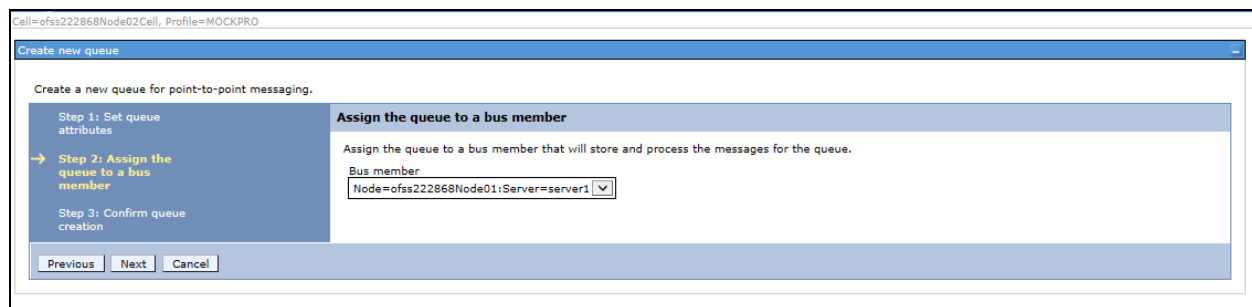 Cell=ofss222868Node02Cell, Profile=MOCKPRO
Create new queue
Create a new queue for point-to-point messaging.
Step 1: Set queue
attributes
Step 2: Assign the
queue to a bus
member
Step 3: Confirm queue
creation
Assign the queue to a bus member
Assign the queue to a bus member that will store and process the messages for the queue.
Bus member
Node=ofss222868Node01:Server=server1
Previous Next Cancel